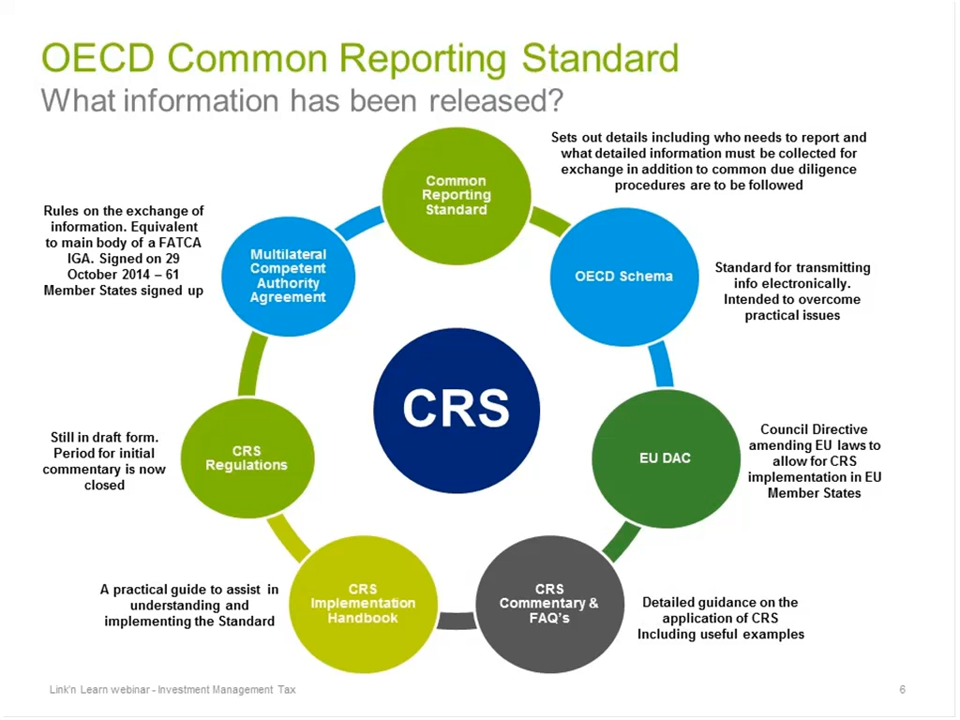 OECD Common Reporting Standard
What information has been released?
Common
Reporting
Standard
Sets out details including who needs to report and
what detailed information must be collected for
exchange in addition to common due diligence
procedures are to be followed
OECD Schema
Standard for transmitting
info electronically.
Intended to overcome
practical issues
EU DAC
Council Directive
amending EU laws to
allow for CRS
implementation in EU
Member States
CRS
Commentary &
FAQ's
Detailed guidance on the
application of CRS
Including useful examples
CRS
Implementation
Handbook
A practical guide to assist in
understanding and
implementing the Standard
CRS
Regulations
Still in draft form.
Period for initial
commentary is now
closed
Multilateral
Competent
Authority
Agreement
Rules on the exchange of
information. Equivalent
to main body of a FATCA
IGA. Signed on 29
October 2014 – 61
Member States signed up
CRS
Link'n Learn webinar - Investment Management Tax
6